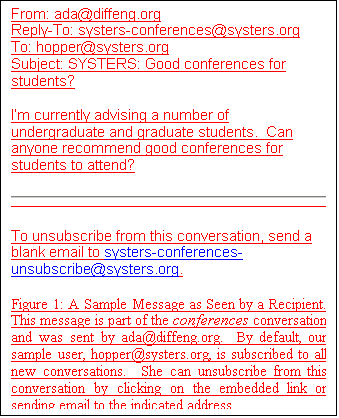 From: ada@diffeng.org
Reply-To: systers-conferences@systers.org
To: hopper@systers.org
Subject: SYSTERS: Good conferences for
students?
I'm currently advising a number of
undergraduate and graduate students.  Can
anyone recommend good conferences for
students to attend?
To unsubscribe from this conversation, send a
blank email to systers-conferences-
unsubscribe@systers.org.
Figure 1: A Sample Message as Seen by a Recipient.
This message is part of the conferences conversation
and was sent by ada@diffeng.org.  By default, our
sample user, hopper@systers.org, is subscribed to all
new conversations.  She can unsubscribe from this
conversation by clicking on the embedded link or
sending email to the indicated address